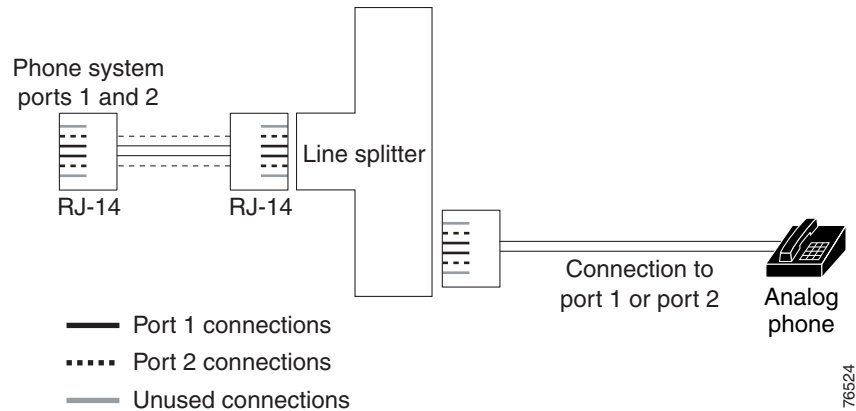 Phone system
ports 1 and 2
Line splitter
RJ-14
RJ-14
Connection to
port 1 or port 2
Analog
phone
Port 1 connections
Port 2 connections
Unused connections
76524